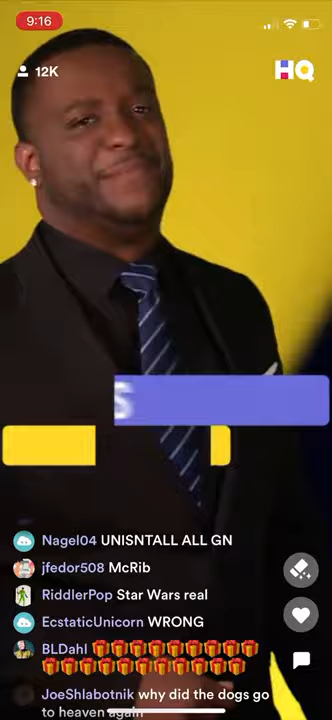 9:16
12K
HQ
S
Nagel04 UNISNTALL ALL GN
jfedor508 McRib
RiddlerPop Star Wars real
EcstaticUnicorn WRONG
BLDahl
JoeShlabotnik why did the dogs go
to heaven again